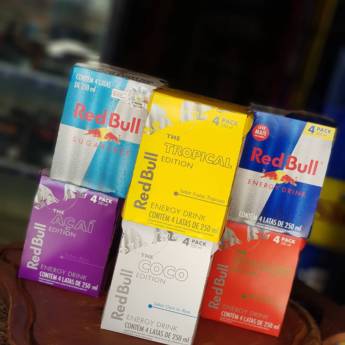 CONTÉM 4 LATAS
DE 250 ml
Red Bull
SUGARFREE
4 PACK
Red Bull
THE
TROPICAL
EDITION
ENERGY DRINK
CONTÉM 4 LATAS DE 250 ml
4 PACK
LEVE
MAIS
Red Bull
ENERGY DRINK
CONTÉM 4 LATAS DE 250 ml
4 PACK
Red Bull
THE
AÇAÍ
EDITION
ENERGY DRINK
CONTÉM 4 LATAS DE 250 ml
4 PACK
Red Bull
THE
COCO
EDITION
ENERGY DRINK
CONTÉM 4 LATAS DE 250 ml
4 PACK
Red Bull
ENERGY DRINK
CONTÉM 4 LATAS DE 250 ml